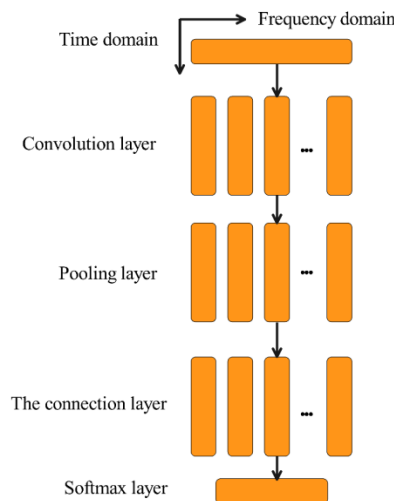 Frequency domain
Time domain
Convolution layer
...
Pooling layer
...
The connection layer
...
Softmax layer